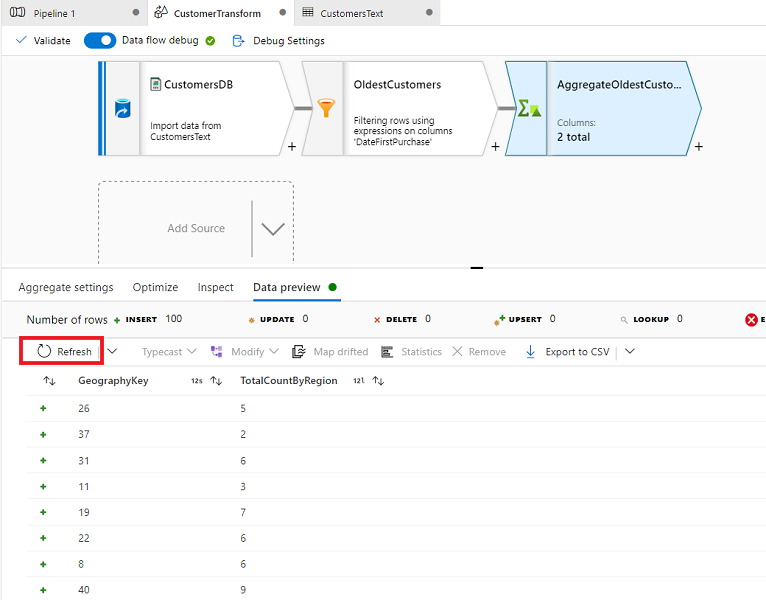 Pipeline 1 CustomerTransform CustomersText
Validate Data flow debug Debug Settings
CustomersDB
Import data from
CustomersText
+
OldestCustomers
Filtering rows using
expressions on columns
'DateFirstPurchase'
+
AggregateOldestCusto...
Columns:
2 total
+
Add Source
Aggregate settings Optimize Inspect Data preview
Number of rows + INSERT 100 UPDATE 0 DELETE 0 UPSERT 0 LOOKUP 0 E
Refresh Typecast Modify Map drifted Statistics Remove Export to CSV
GeographyKey 12s TotalCountByRegion 12l
+ 26 5
+ 37 2
+ 31 6
+ 11 3
+ 19 7
+ 22 6
+ 8 6
+ 40 9